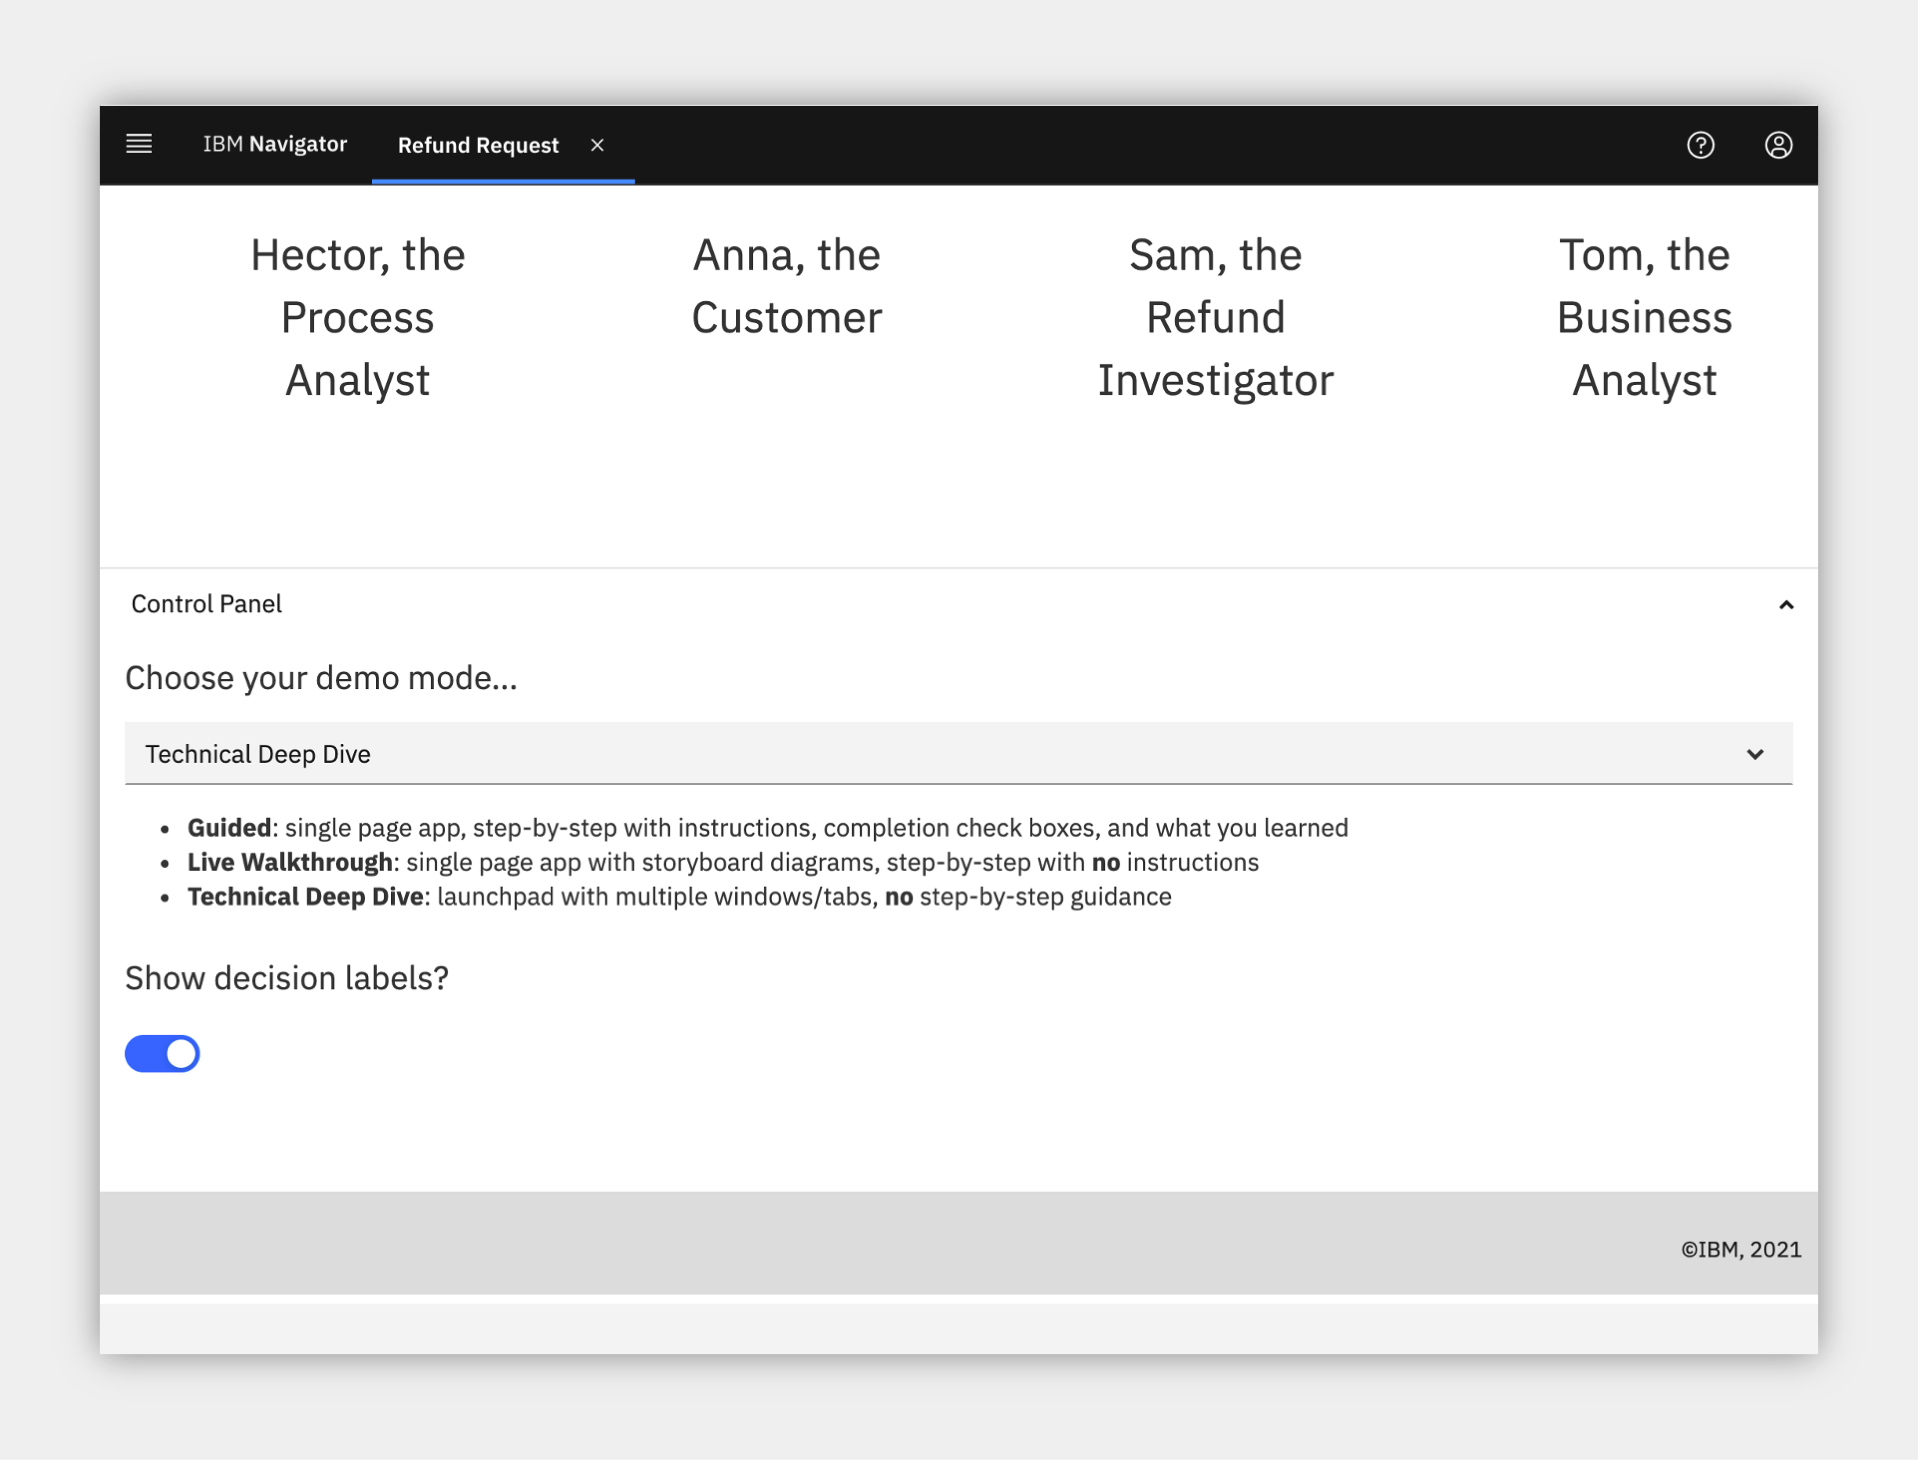 IBM Navigator
Refund Request
Hector, the
Process
Analyst
Anna, the
Customer
Sam, the
Refund
Investigator
Tom, the
Business
Analyst
Control Panel
Choose your demo mode...
Technical Deep Dive
• Guided: single page app, step-by-step with instructions, completion check boxes, and what you learned
• Live Walkthrough: single page app with storyboard diagrams, step-by-step with no instructions
• Technical Deep Dive: launchpad with multiple windows/tabs, no step-by-step guidance
Show decision labels?
©IBM, 2021